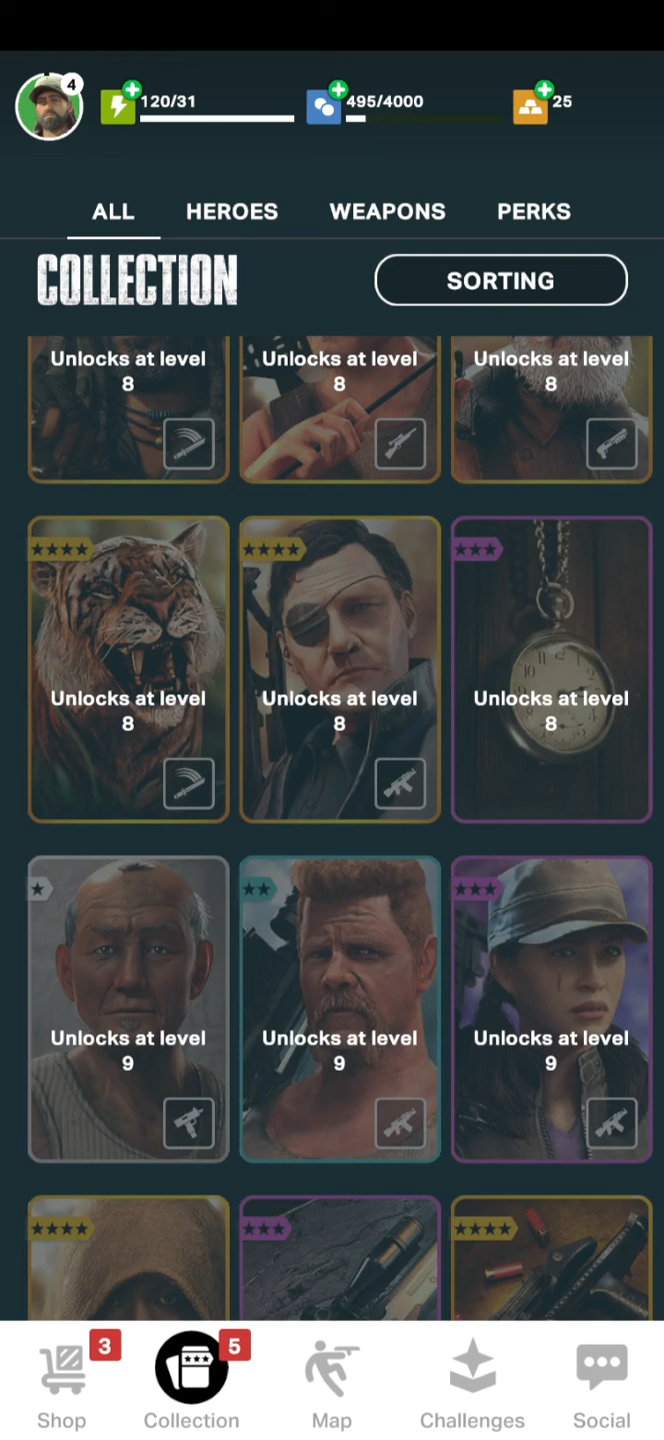 4
120/31
495/4000
25
ALL HEROES WEAPONS PERKS
COLLECTION
SORTING
Unlocks at level
8
Unlocks at level
8
Unlocks at level
8
Unlocks at level
8
Unlocks at level
8
Unlocks at level
8
Unlocks at level
9
Unlocks at level
9
Unlocks at level
9
3
5
Shop
Collection
Map
Challenges
Social